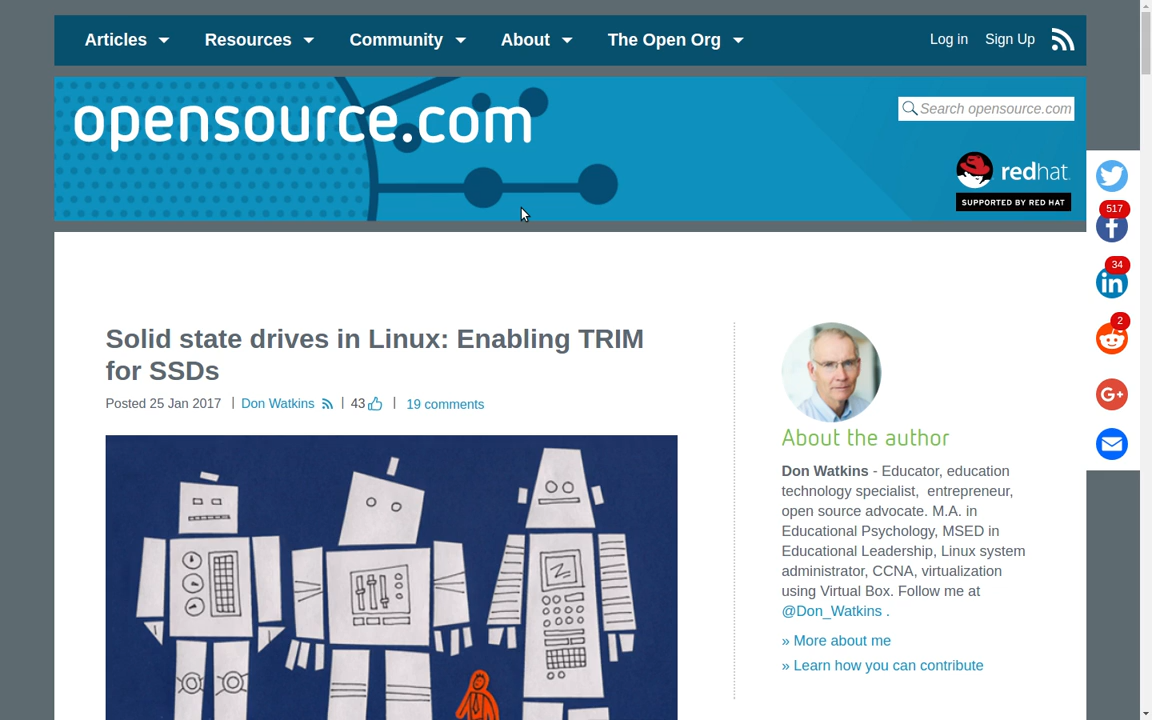 Articles Resources Community About The Open Org Log in Sign Up
opensource.com
Search opensource.com
redhat.
SUPPORTED BY RED HAT
517
34
2
Solid state drives in Linux: Enabling TRIM
for SSDs
Posted 25 Jan 2017 | Don Watkins | 43 | 19 comments
About the author
Don Watkins - Educator, education
technology specialist, entrepreneur,
open source advocate. M.A. in
Educational Psychology, MSED in
Educational Leadership, Linux system
administrator, CCNA, virtualization
using Virtual Box. Follow me at
@Don_Watkins .
» More about me
» Learn how you can contribute